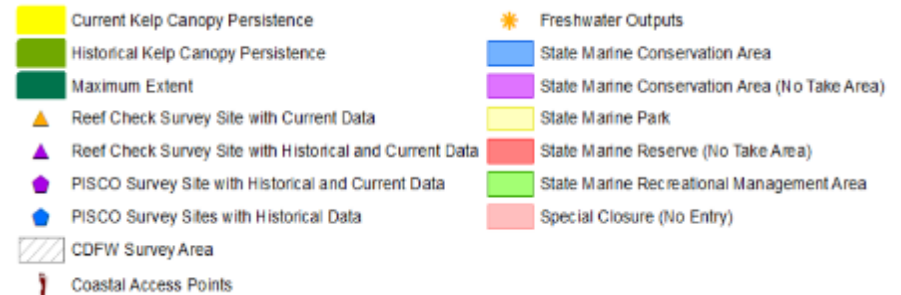 Current Kelp Canopy Persistence
Historical Kelp Canopy Persistence
Maximum Extent
Reef Check Survey Site with Current Data
Reef Check Survey Site with Historical and Current Data
PISCO Survey Site with Historical and Current Data
PISCO Survey Sites with Historical Data
CDFW Survey Area
Coastal Access Points
Freshwater Outputs
State Marine Conservation Area
State Marine Conservation Area (No Take Area)
State Marine Park
State Marine Reserve (No Take Area)
State Marine Recreational Management Area
Special Closure (No Entry)